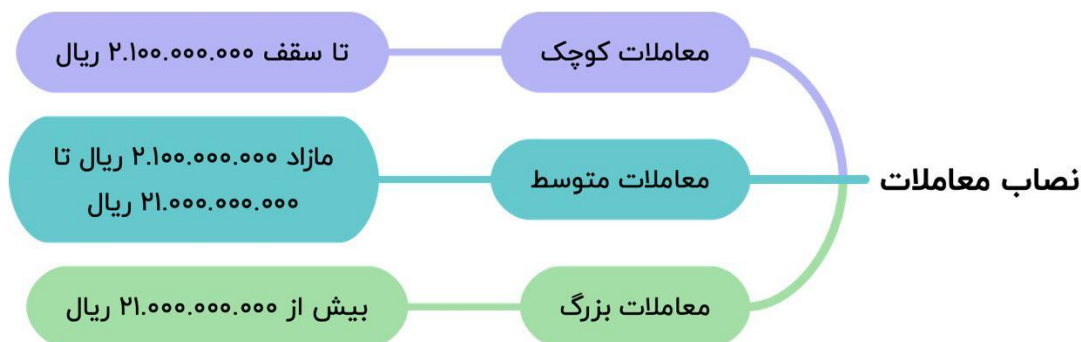 نصاب معاملات
معاملات کوچک
تا سقف ۲.۱۰۰.۰۰۰.۰۰۰ ریال
معاملات متوسط
مازاد ۲.۱۰۰.۰۰۰.۰۰۰ ریال تا
۲۱.۰۰۰.۰۰۰.۰۰۰ ریال
معاملات بزرگ
بیش از ۲۱.۰۰۰.۰۰۰.۰۰۰ ریال